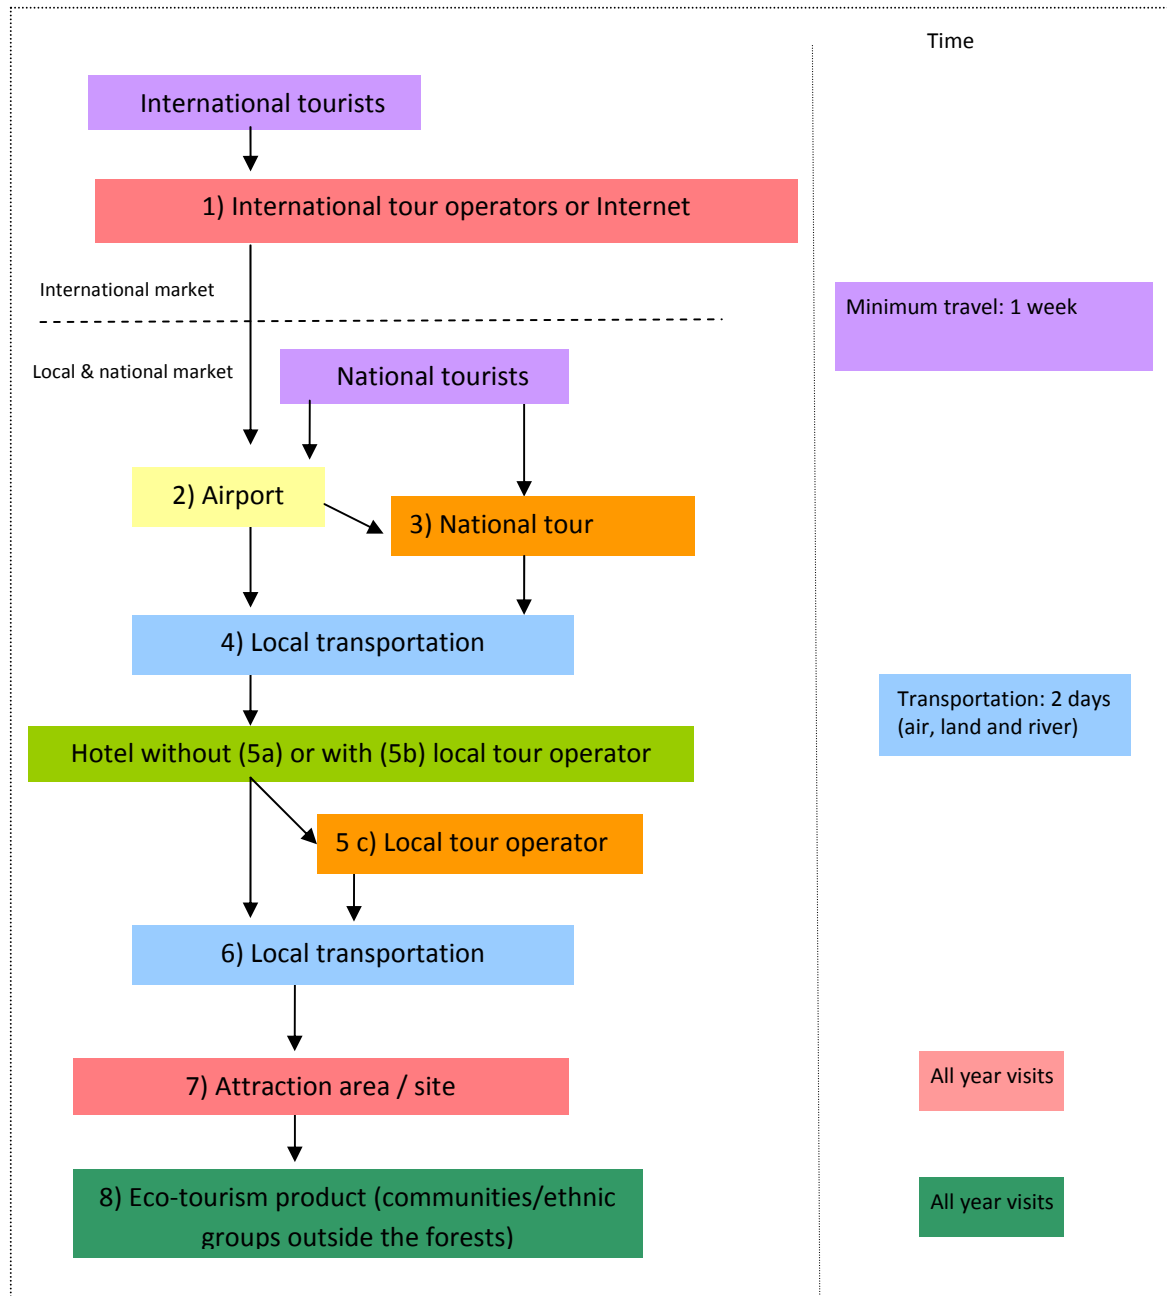 Time
International tourists
1) International tour operators or Internet
International market
Minimum travel: 1 week
Local & national market
National tourists
2) Airport
3) National tour
4) Local transportation
Transportation: 2 days
(air, land and river)
Hotel without (5a) or with (5b) local tour operator
5 c) Local tour operator
6) Local transportation
7) Attraction area / site
All year visits
8) Eco-tourism product (communities/ethnic
groups outside the forests)
All year visits